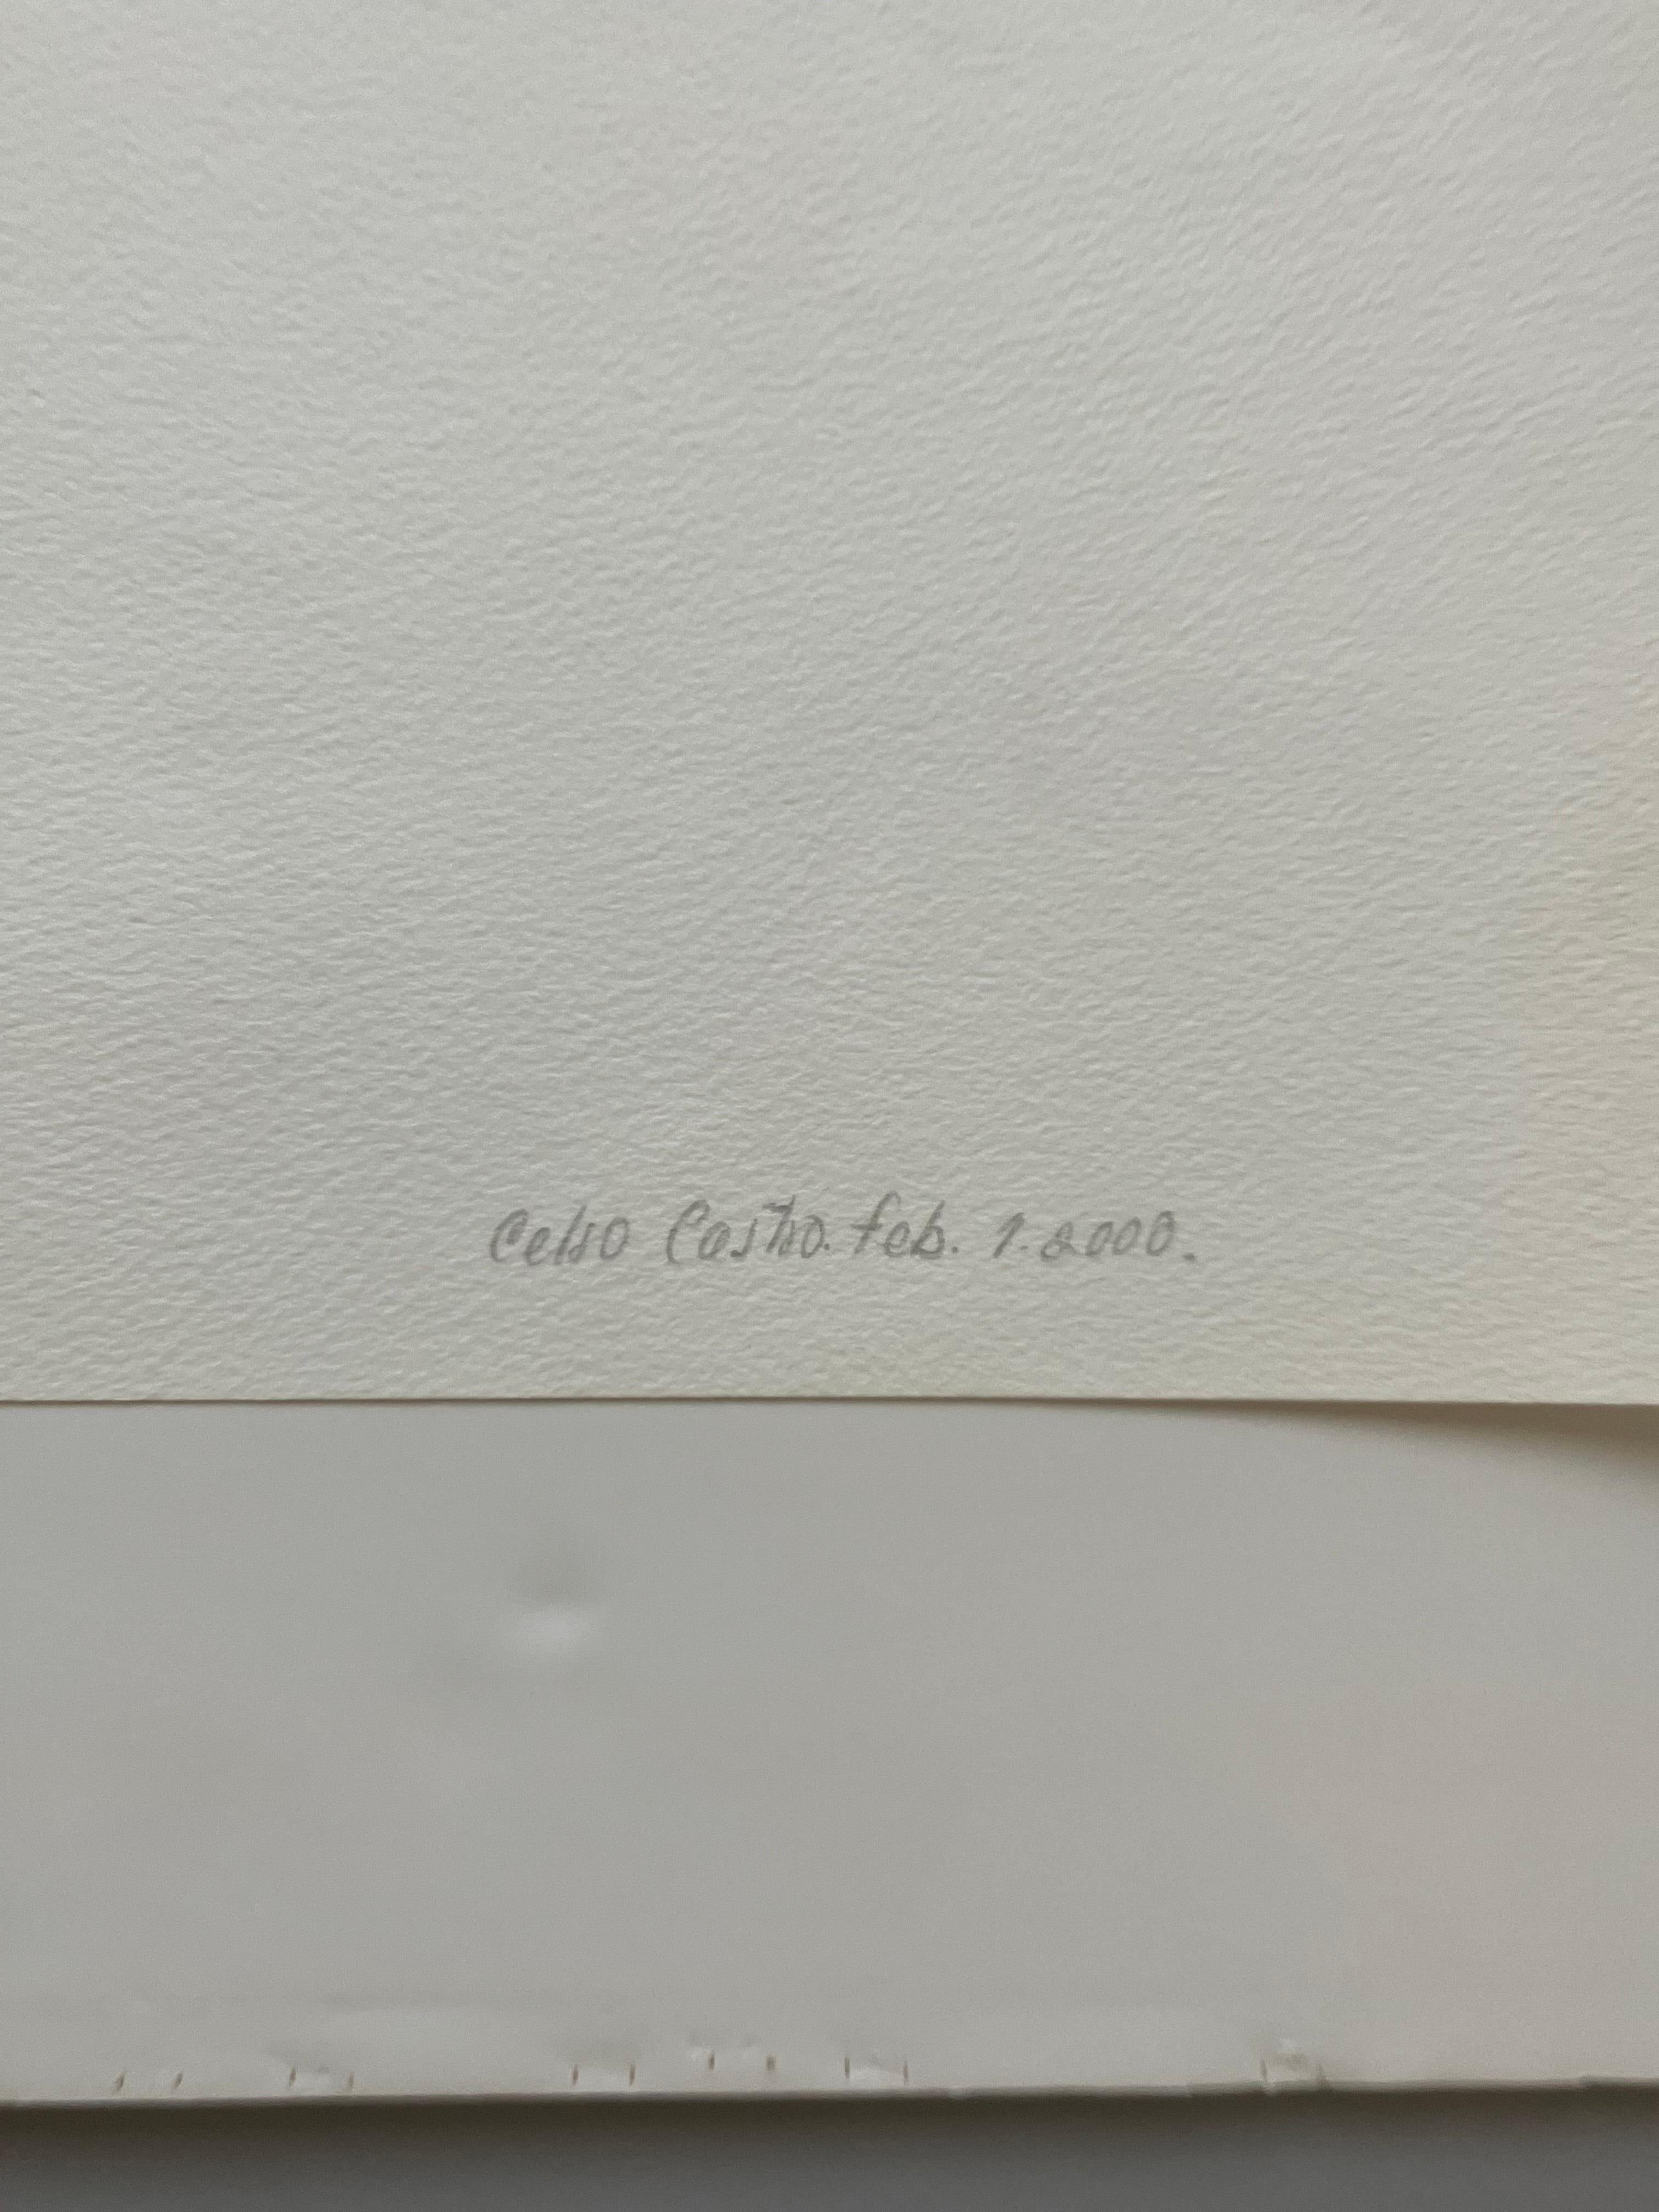 Celso Castro. feb. 1. 2000.